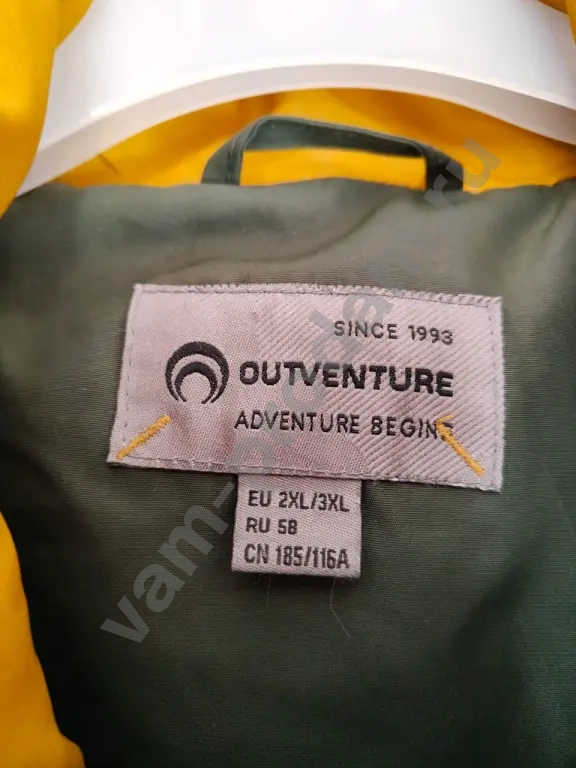 SINCE 1993
OUTVENTURE
ADVENTURE BEGINS
EU 2XL/3XL
RU 58
CN 185/116A